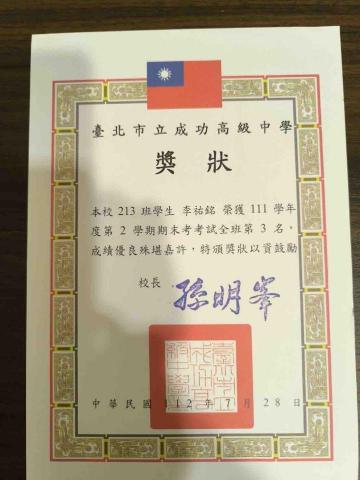 臺北市立成功高級中學
獎狀
本校 213 班學生 李祐銘 榮獲 111 學年
度第 2 學期期末考考試全班第 3 名，
成績優良殊堪嘉許，特頒獎狀以資鼓勵
校長 孫明峯
中華民國 112 年 7 月 28 日